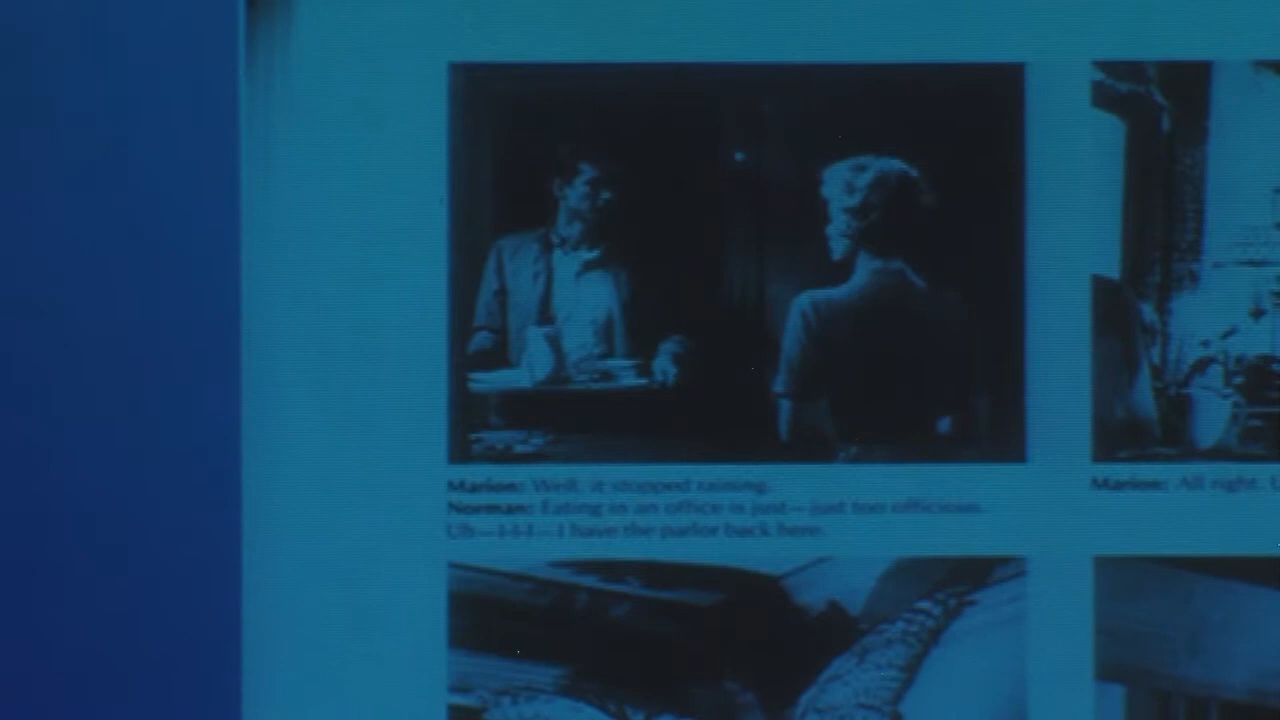 Marion: Well, it stopped raining.
Norman: Eating in an office is just—just too officious.
Uh—I-I-I—I have the parlor back here.
Marion: All right.